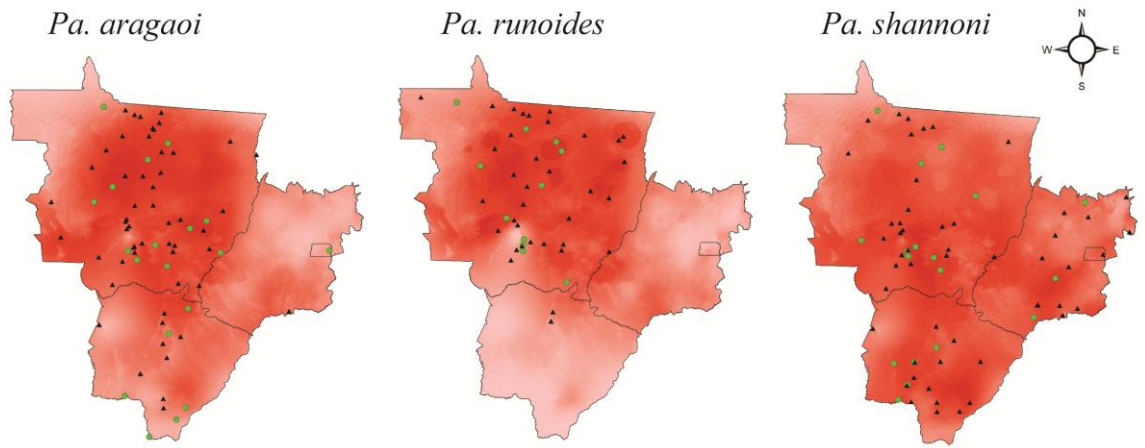 Pa. aragaoi
Pa. runoides
Pa. shannoni
N
W E
S